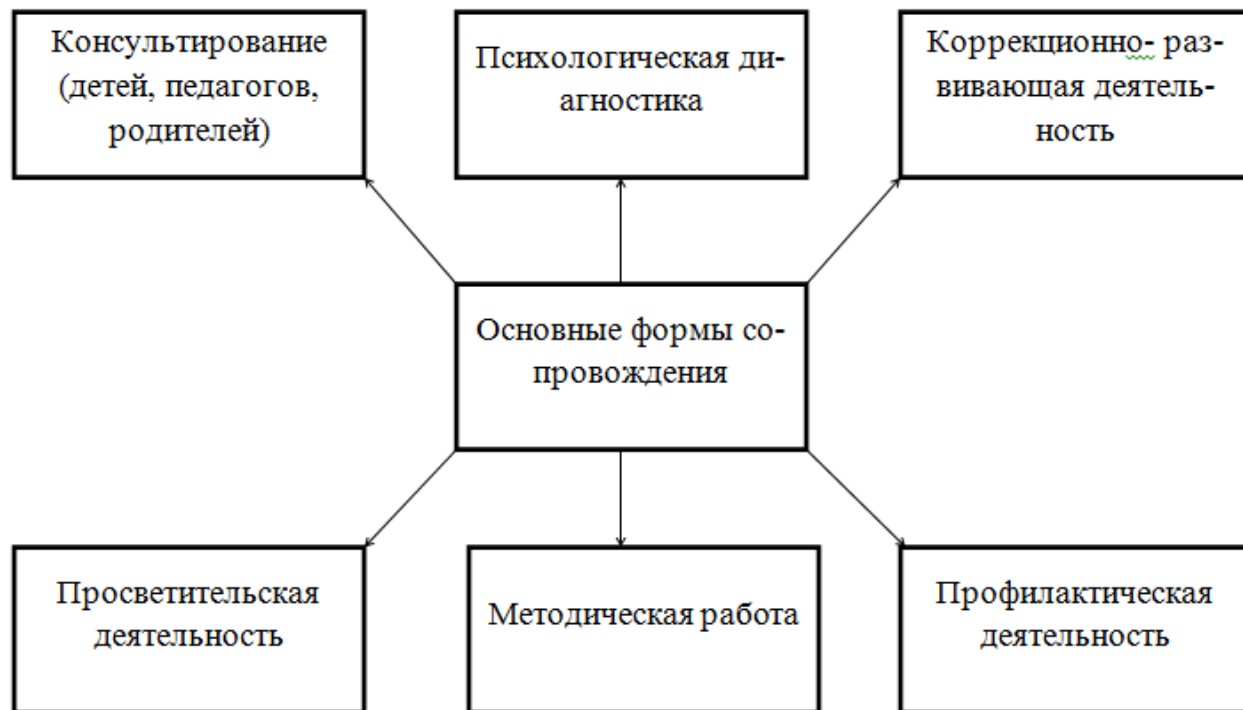 Консультирование
(детей, педагогов,
родителей)
Психологическая ди-
агностика
Коррекционно- раз-
вивающая деятель-
ность
Основные формы со-
провождения
Просветительская
деятельность
Методическая работа
Профилактическая
деятельность